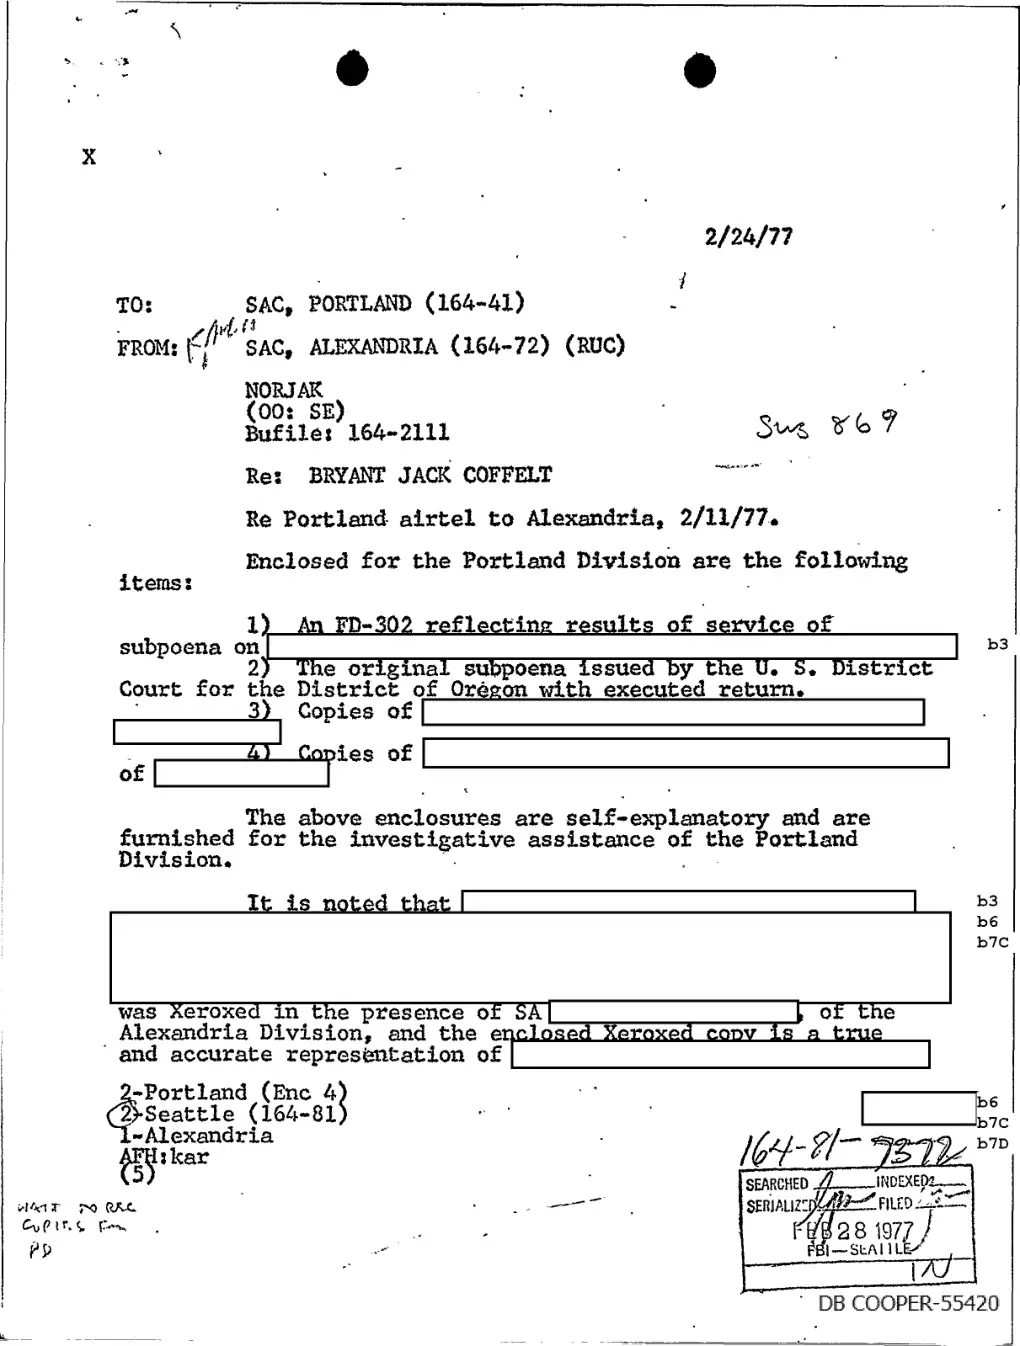 X
2/24/77
TO: SAC, PORTLAND (164-41)
FROM: SAC, ALEXANDRIA (164-72) (RUC)
NORJAK
(OO: SE)
Bufile: 164-2111
Sus 869
Re: BRYANT JACK COFFELT
Re Portland airtel to Alexandria, 2/11/77.
Enclosed for the Portland Division are the following
items:
1) An FD-302 reflecting results of service of
subpoena on
b3
2) The original subpoena issued by the U. S. District
Court for the District of Oregon with executed return.
3) Copies of
4) Copies of
of
The above enclosures are self-explanatory and are
furnished for the investigative assistance of the Portland
Division.
It is noted that
b3
b6
b7C
was Xeroxed in the presence of SA , of the
Alexandria Division, and the enclosed Xeroxed copy is a true
and accurate representation of
2-Portland (Enc 4)
2-Seattle (164-81)
1-Alexandria
AFH:kar
(5)
b6
b7C
b7D
164-81-7372
SEARCHED INDEXED
SERIALIZED FILED
FEB 28 1977
FBI-SEATTLE
WAIT TO REC
COPIES FM
PD
DB COOPER-55420